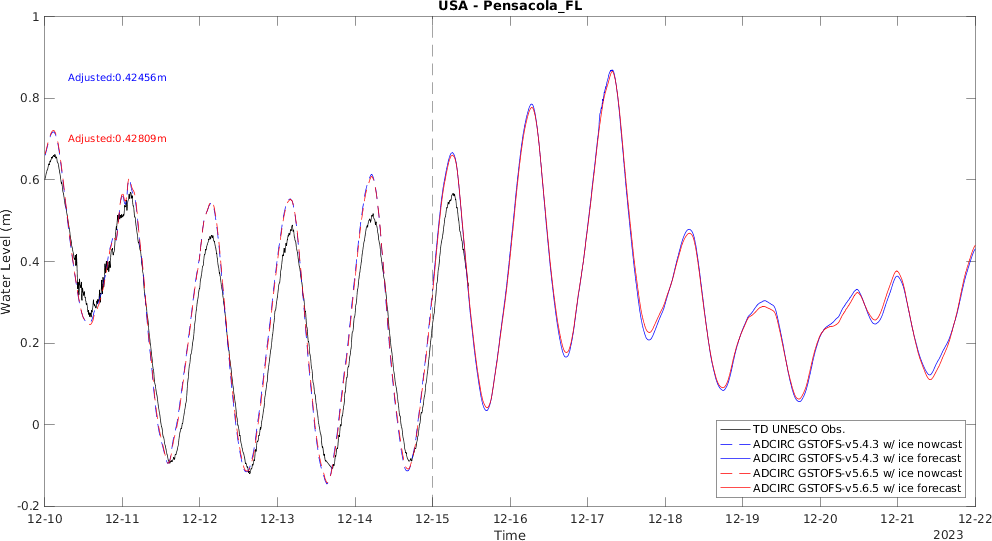 USA - Pensacola_FL
1
Adjusted:0.42456m
0.8
Adjusted:0.42809m
0.6
Water Level (m)
0.4
0.2
0
-0.2
TD UNESCO Obs.
ADCIRC GSTOFS-v5.4.3 w/ ice nowcast
ADCIRC GSTOFS-v5.4.3 w/ ice forecast
ADCIRC GSTOFS-v5.6.5 w/ ice nowcast
ADCIRC GSTOFS-v5.6.5 w/ ice forecast
12-10 12-11 12-12 12-13 12-14 12-15 12-16 12-17 12-18 12-19 12-20 12-21 12-22
Time
2023